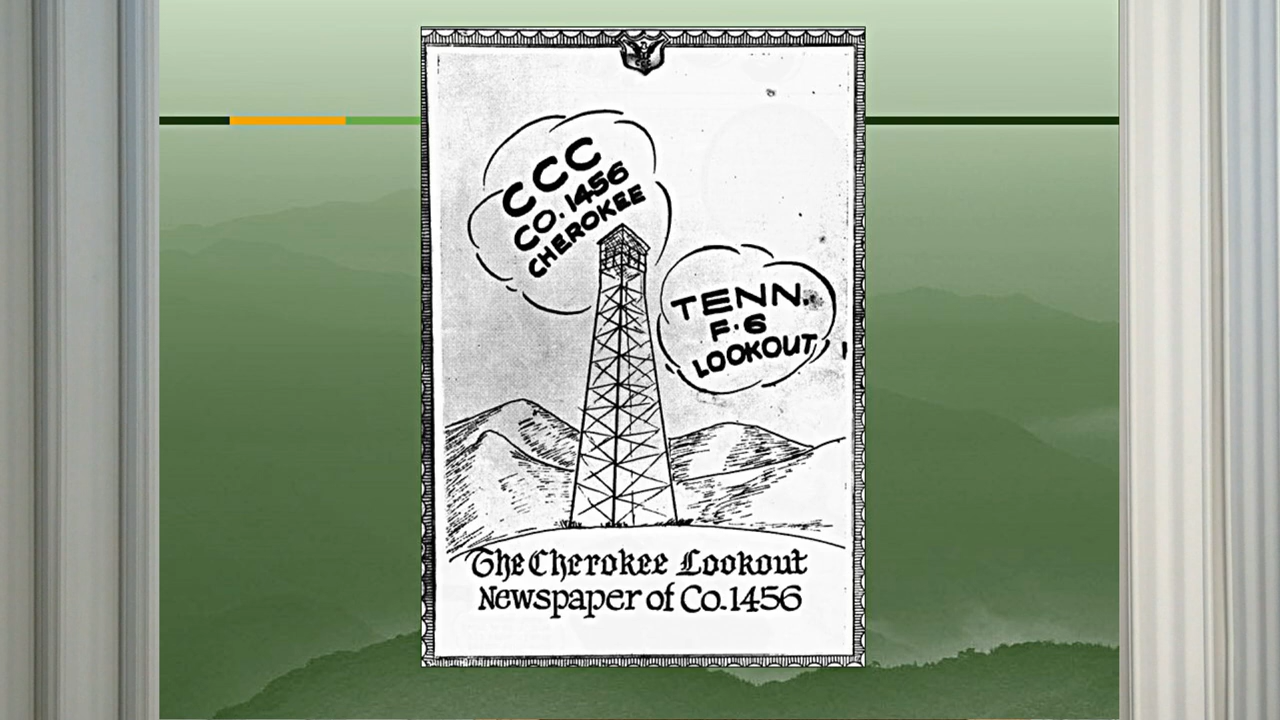 CCC
CO. 1456
CHEROKEE
TENN.
F·6
LOOKOUT
The Cherokee Lookout
Newspaper of Co. 1456